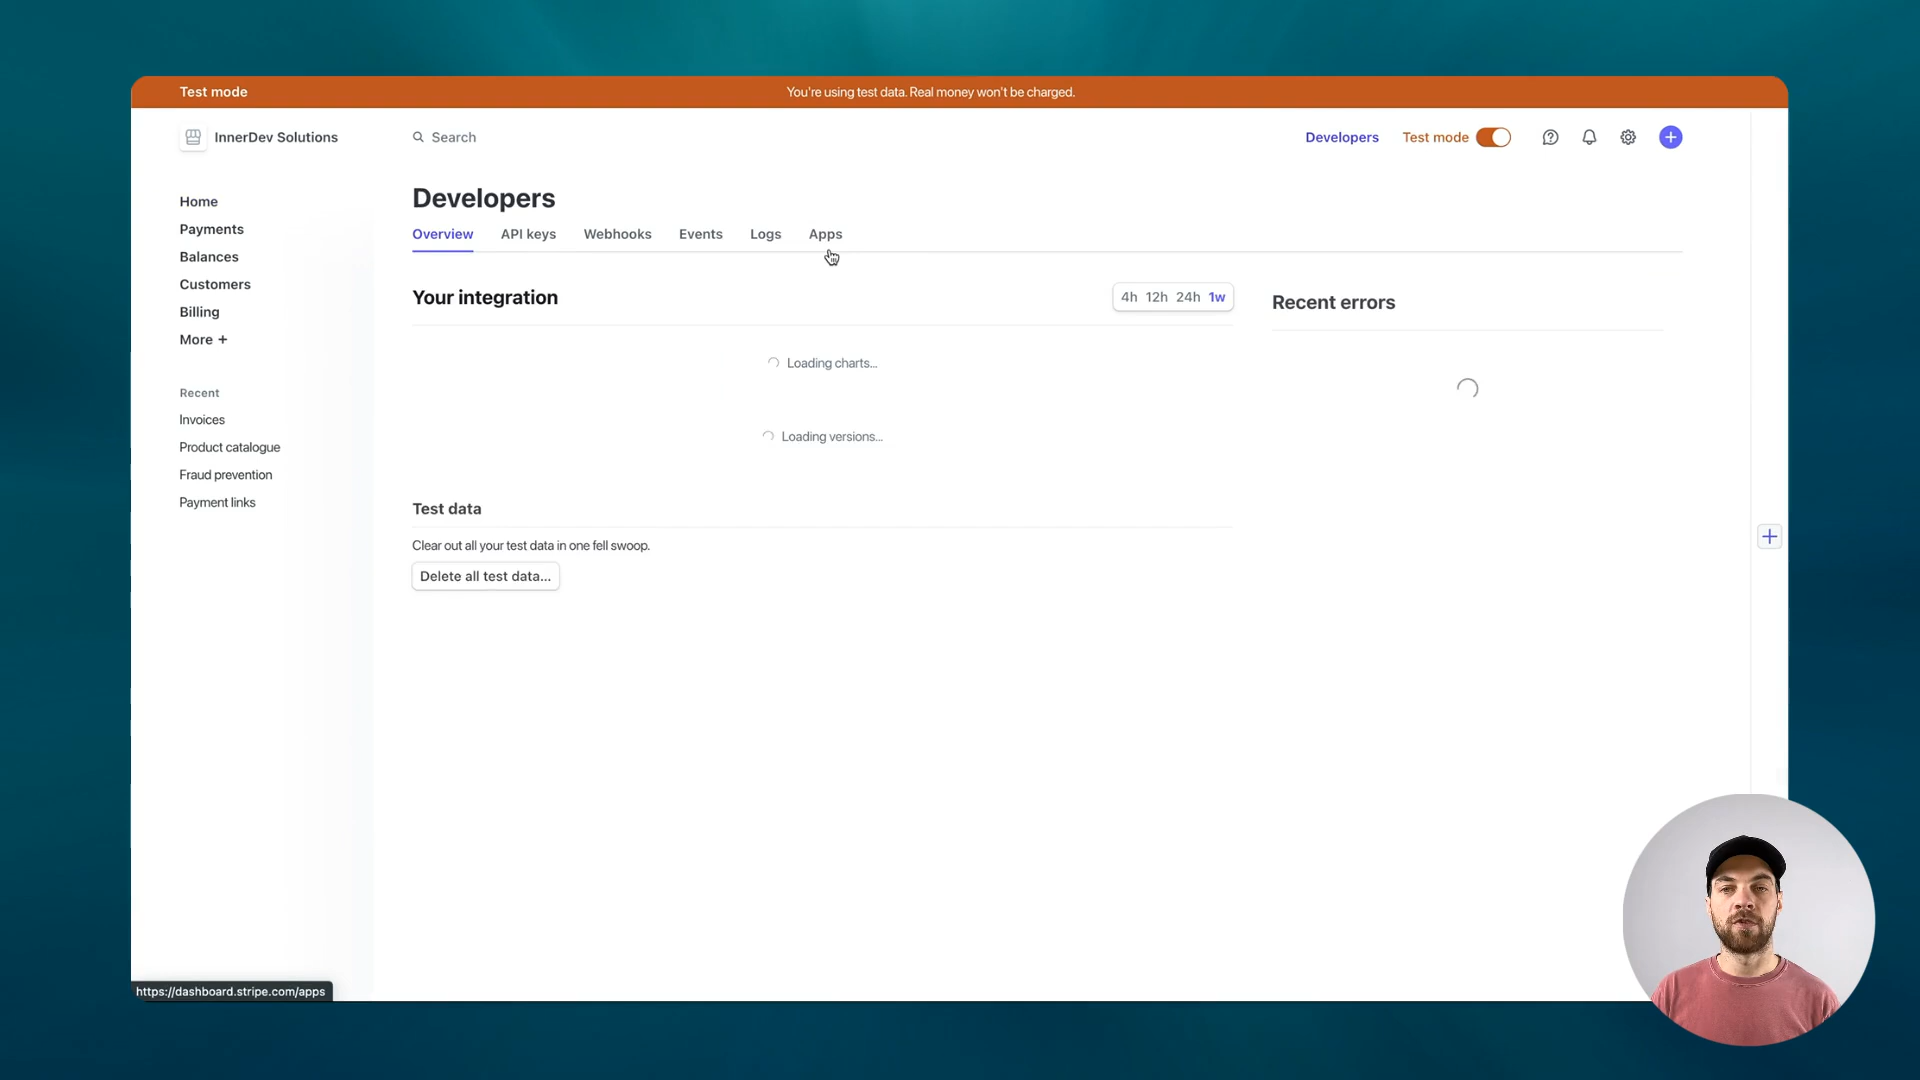 Test mode
You're using test data. Real money won't be charged.
InnerDev Solutions
Search
Developers
Test mode
Home
Payments
Balances
Customers
Billing
More +
Recent
Invoices
Product catalogue
Fraud prevention
Payment links
Developers
Overview
API keys
Webhooks
Events
Logs
Apps
Your integration
4h 12h 24h 1w
Loading charts...
Loading versions...
Recent errors
Test data
Clear out all your test data in one fell swoop.
Delete all test data...
https://dashboard.stripe.com/apps